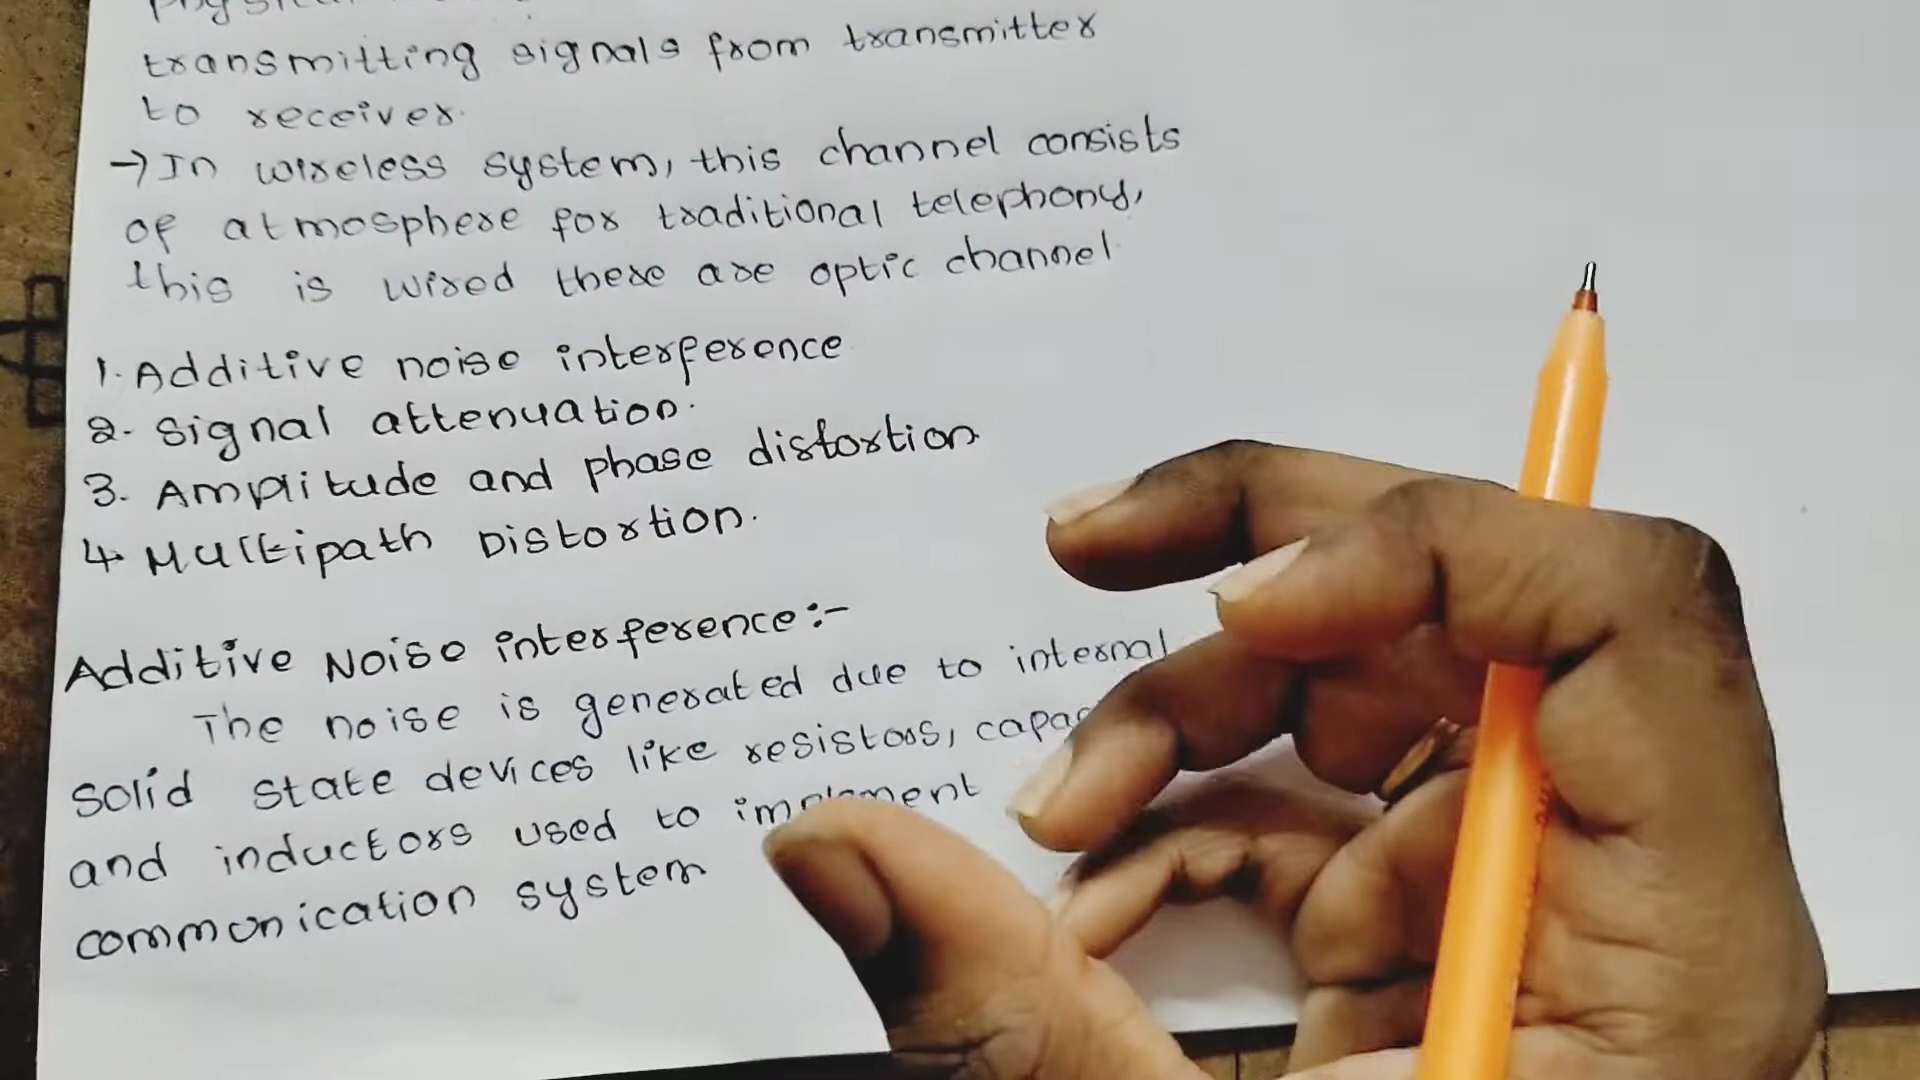 transmitting signals from transmitter
to receiver.
→ In wireless system, this channel consists
of atmosphere for traditional telephony,
this is wired there are optic channel
1. Additive noise interference
2. Signal attenuation.
3. Amplitude and phase distortion
4. Multipath Distortion.
Additive Noise interference:-
The noise is generated due to internal
solid state devices like resistors,
and inductors used to
communication system